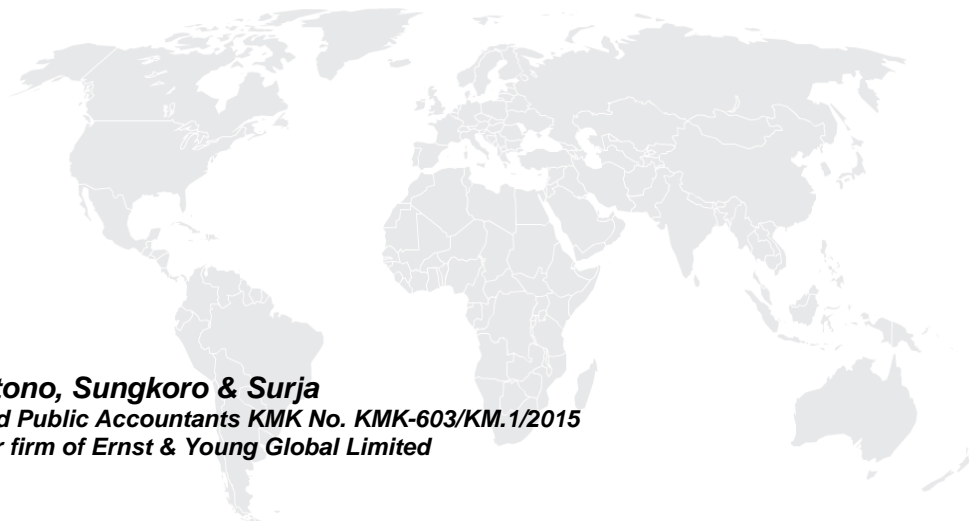 tono, Sungkoro & Surja
d Public Accountants KMK No. KMK-603/KM.1/2015
r firm of Ernst & Young Global Limited